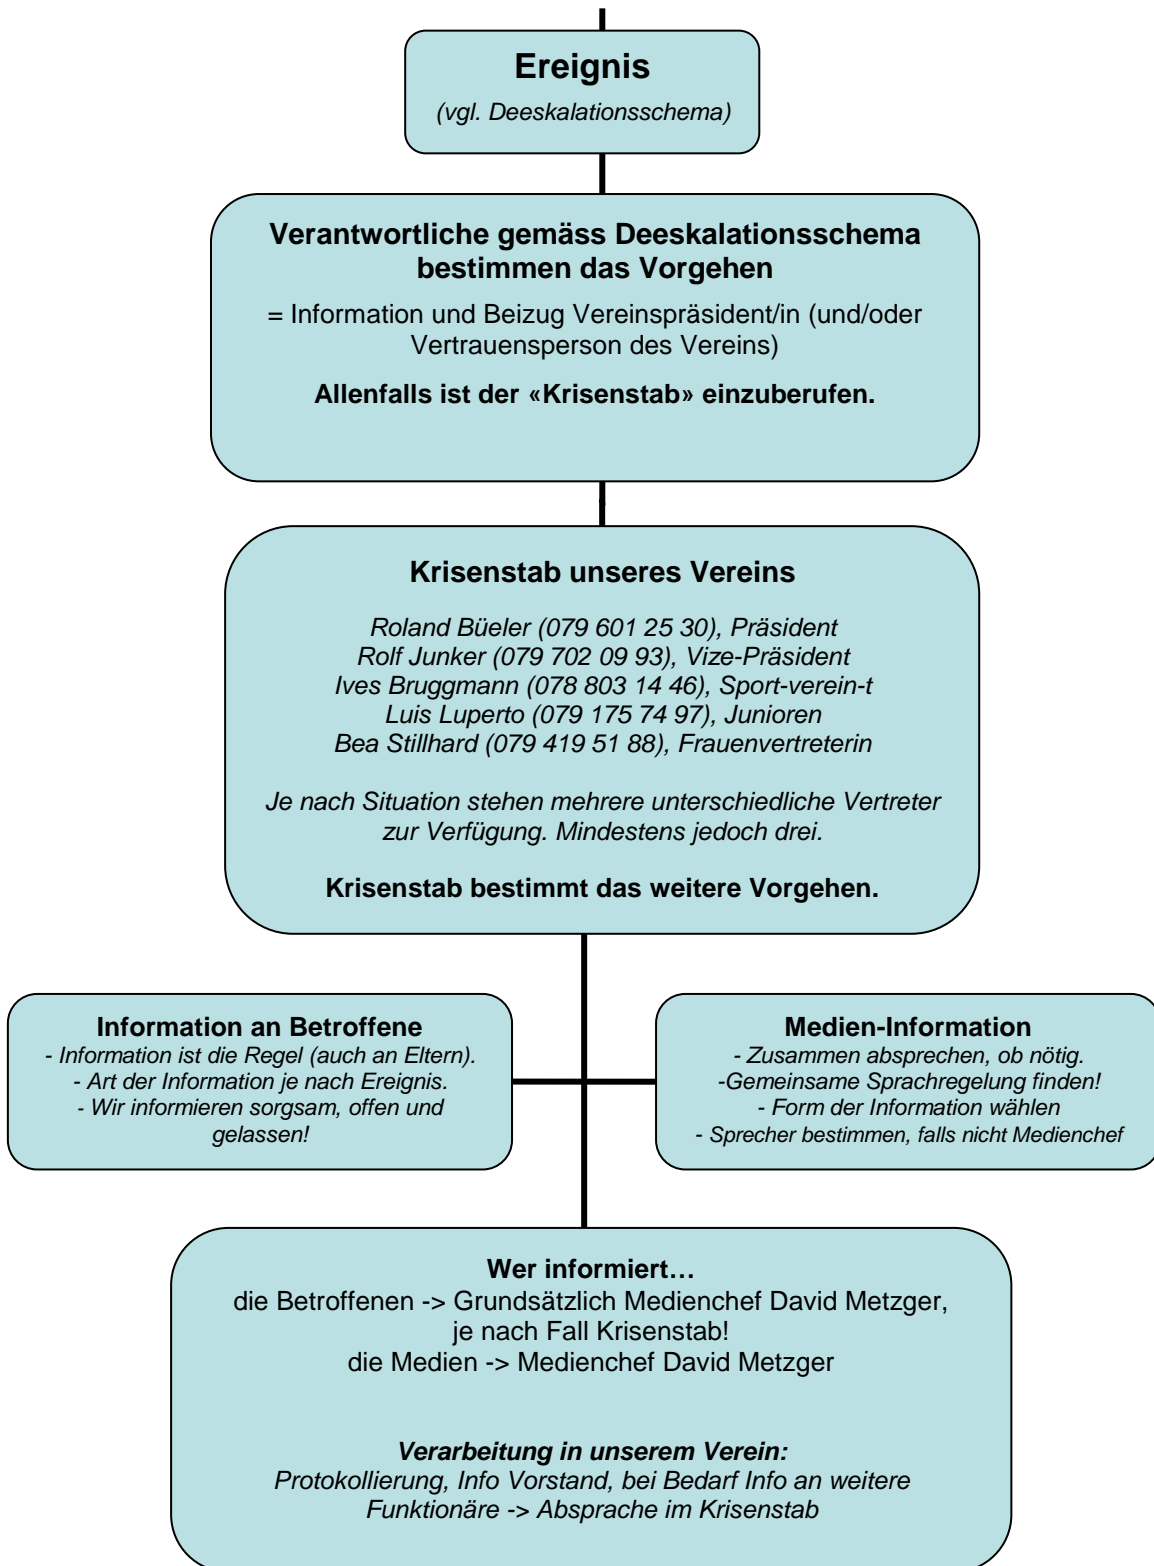 Ereignis
(vgl. Deeskalationsschema)
Verantwortliche gemäss Deeskalationsschema
bestimmen das Vorgehen
= Information und Beizug Vereinspräsident/in (und/oder
Vertrauensperson des Vereins)
Allenfalls ist der «Krisenstab» einzuberufen.
Krisenstab unseres Vereins
Roland Büeler (079 601 25 30), Präsident
Rolf Junker (079 702 09 93), Vize-Präsident
Ives Bruggmann (078 803 14 46), Sport-verein-t
Luis Luperto (079 175 74 97), Junioren
Bea Stillhard (079 419 51 88), Frauenvertreterin
Je nach Situation stehen mehrere unterschiedliche Vertreter
zur Verfügung. Mindestens jedoch drei.
Krisenstab bestimmt das weitere Vorgehen.
Information an Betroffene
- Information ist die Regel (auch an Eltern).
- Art der Information je nach Ereignis.
- Wir informieren sorgsam, offen und
gelassen!
Medien-Information
- Zusammen absprechen, ob nötig.
-Gemeinsame Sprachregelung finden!
- Form der Information wählen
- Sprecher bestimmen, falls nicht Medienchef
Wer informiert…
die Betroffenen -> Grundsätzlich Medienchef David Metzger,
je nach Fall Krisenstab!
die Medien -> Medienchef David Metzger
Verarbeitung in unserem Verein:
Protokollierung, Info Vorstand, bei Bedarf Info an weitere
Funktionäre -> Absprache im Krisenstab